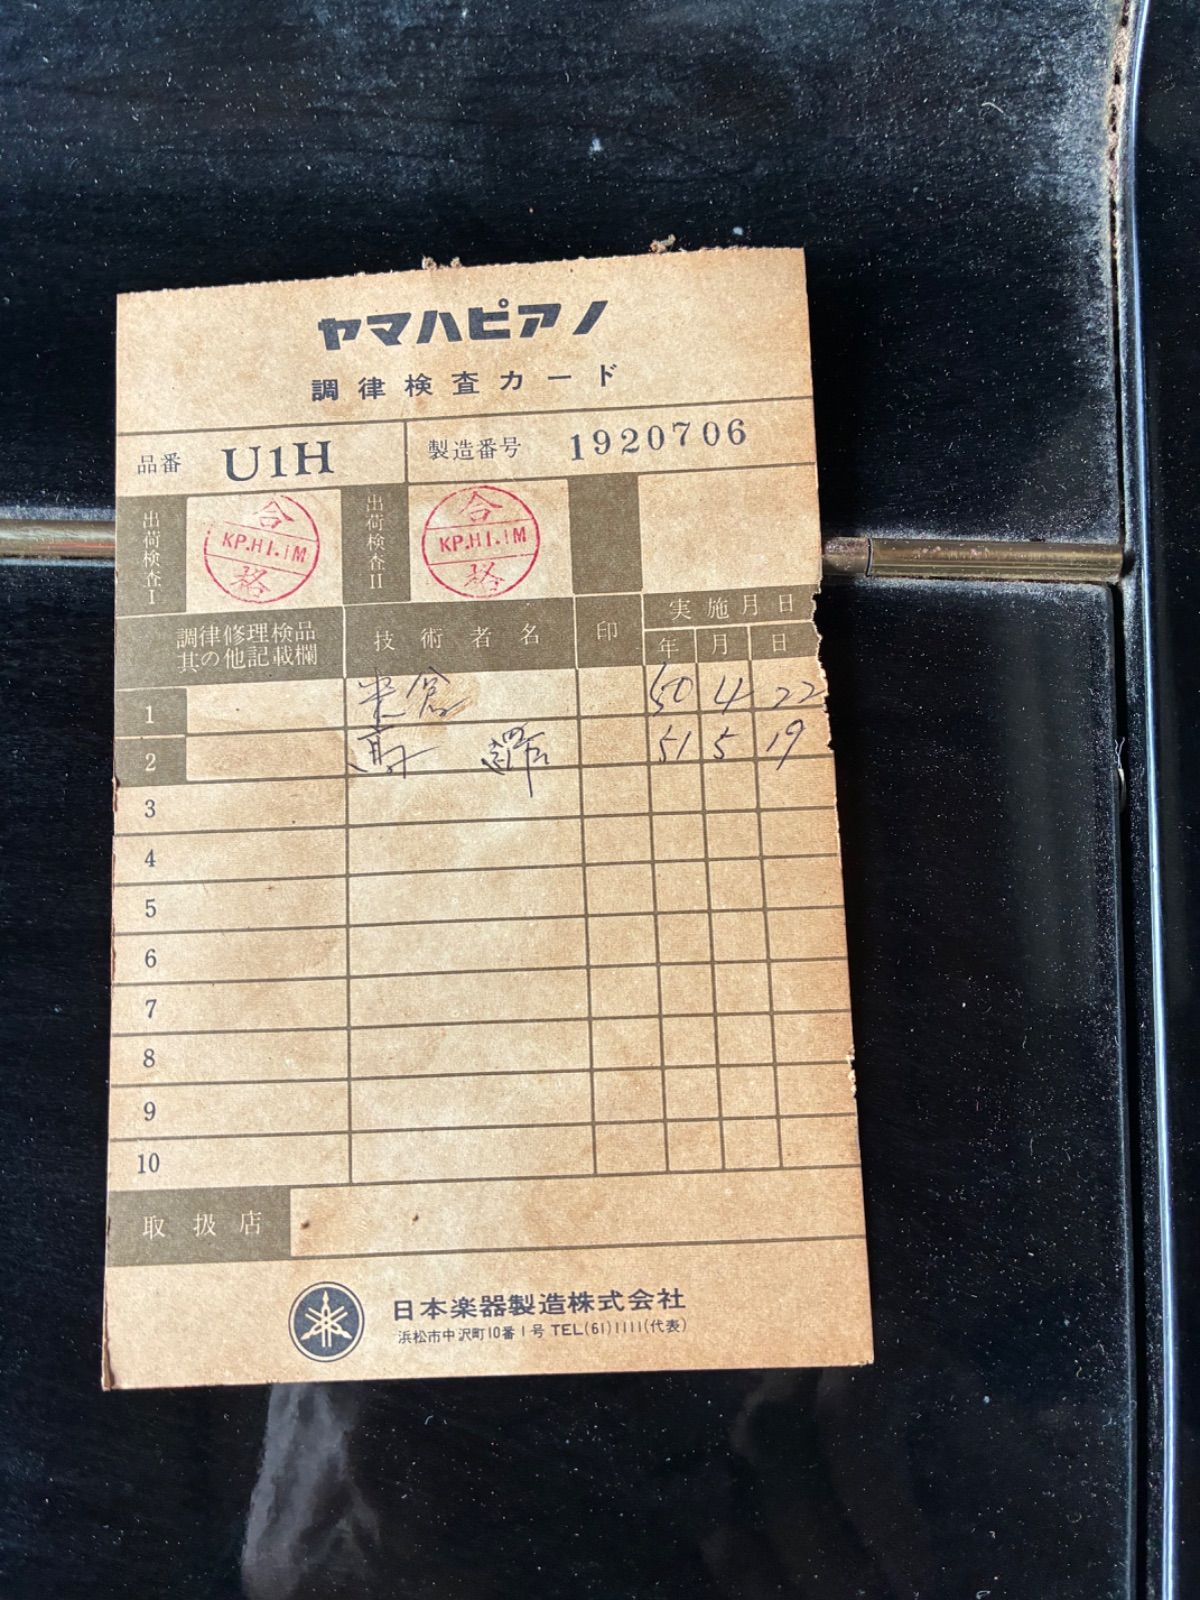 ヤマハピアノ
調律検査カード
品番 U1H 製造番号 1920706
出荷検査I 合 KP.H1.1M 格 出荷検査II 合 KP.H1.1M 格
調律修理検品其の他記載欄 技術者名 印 実施月日
年 月 日
1 米倉 50 4 22
2 51 5 19
3
4
5
6
7
8
9
10
取扱店
日本楽器製造株式会社
浜松市中沢町10番1号 TEL(61)1111(代表)